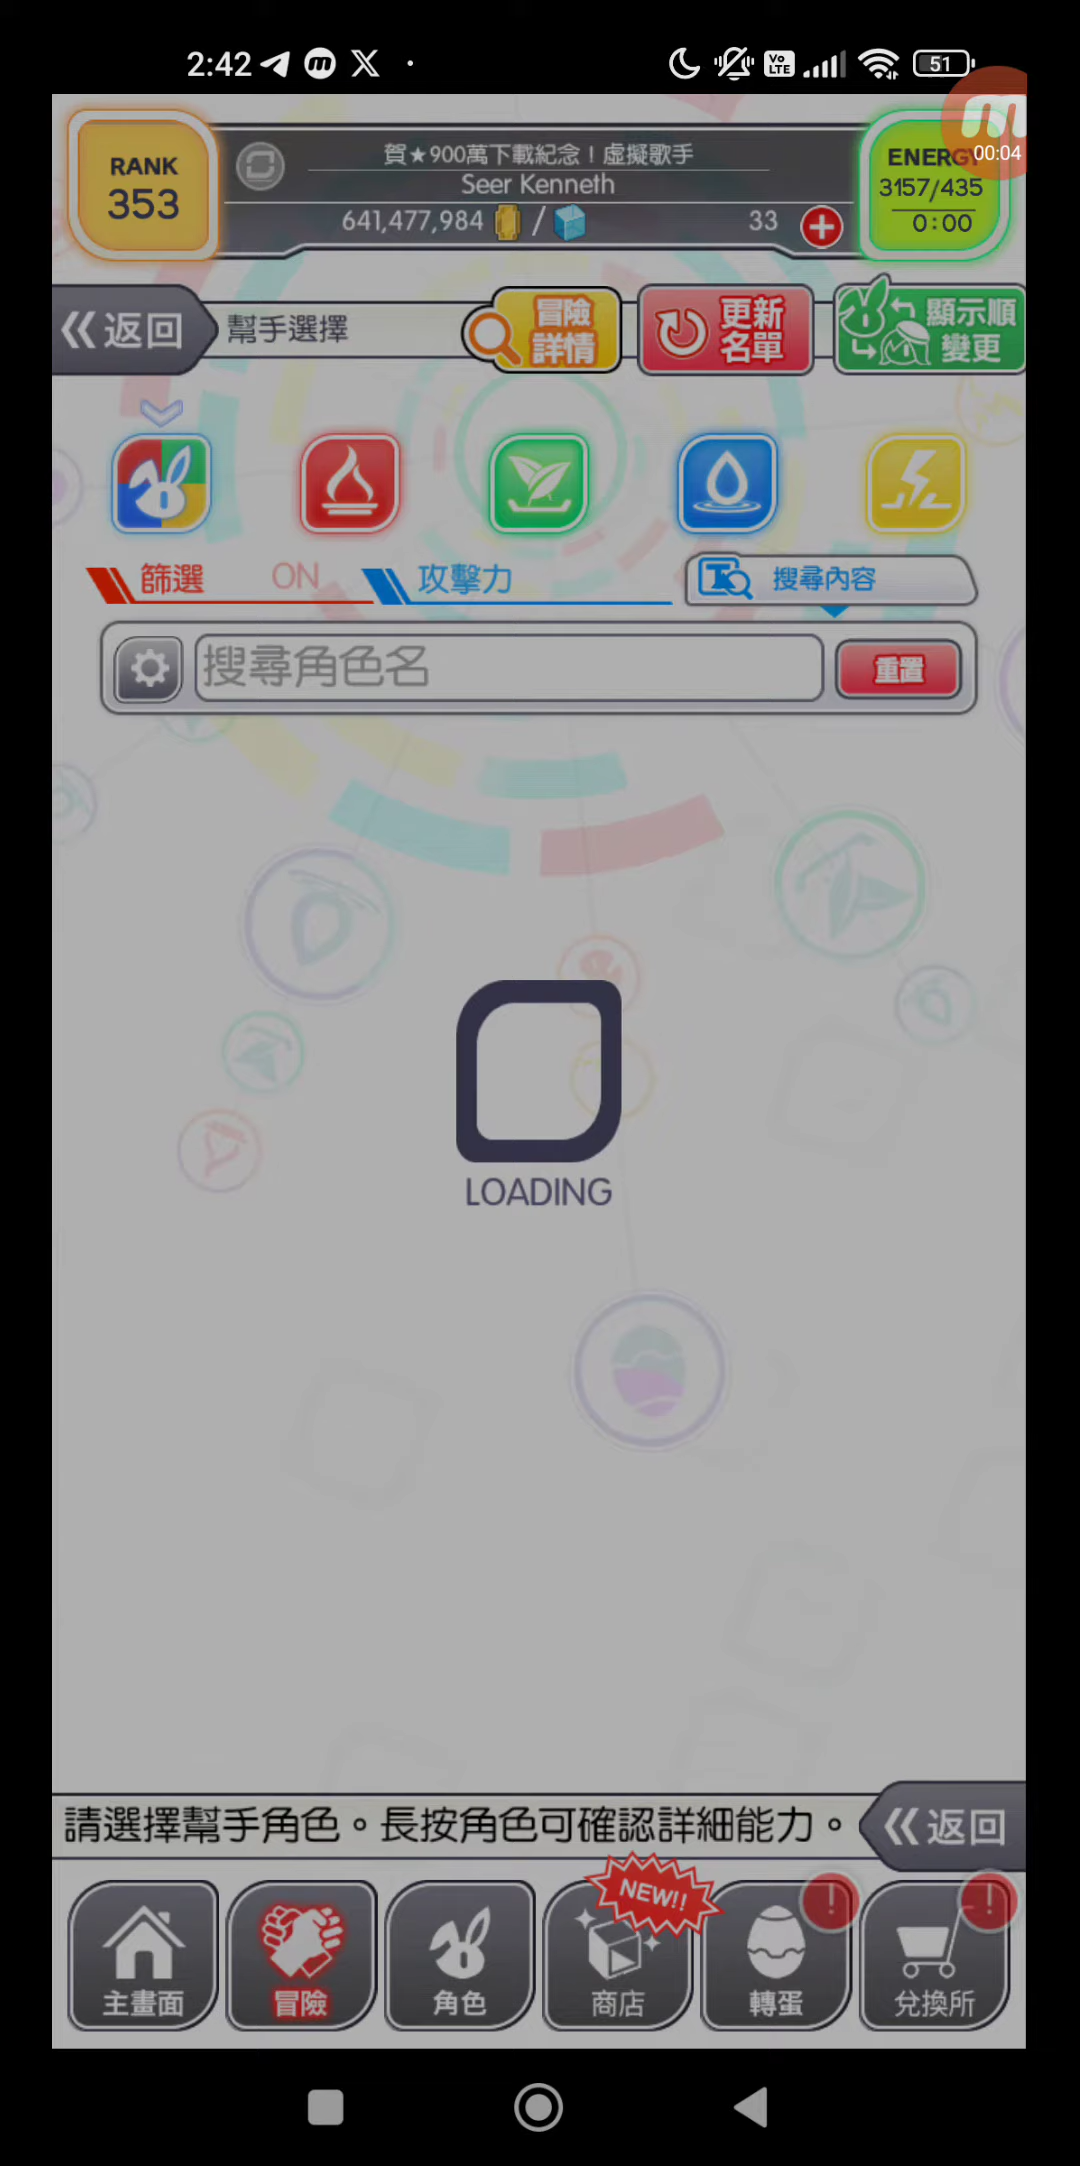 2:42
Vo LTE
51
00:04
RANK
353
賀★900萬下載紀念！虛擬歌手
Seer Kenneth
641,477,984 / 33
ENERGY
3157/435
0:00
返回
幫手選擇
冒險
詳情
更新
名單
顯示順
變更
篩選 ON
攻擊力
搜尋內容
搜尋角色名
重置
LOADING
請選擇幫手角色。長按角色可確認詳細能力。
返回
NEW!!
主畫面
冒險
角色
商店
轉蛋
兌換所